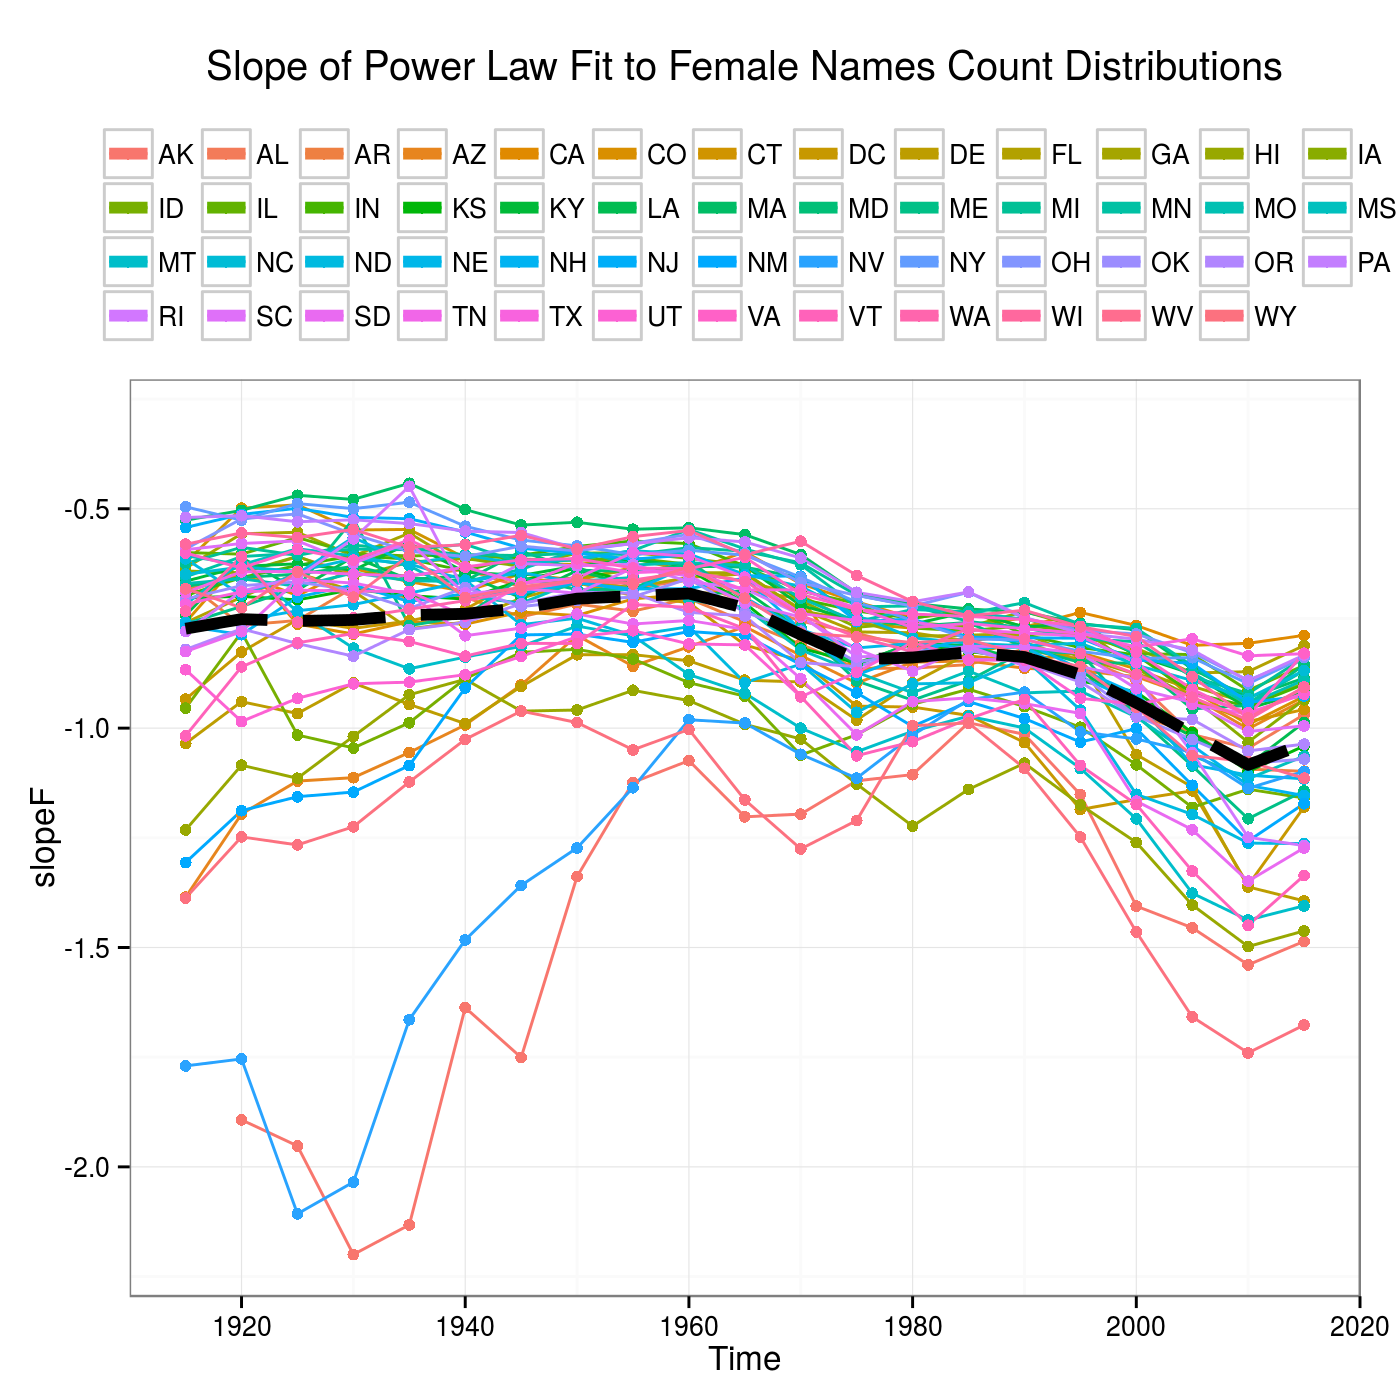 Slope of Power Law Fit to Female Names Count Distributions
AK AL AR AZ CA CO CT DC DE FL GA HI IA
ID IL IN KS KY LA MA MD ME MI MN MO MS
MT NC ND NE NH NJ NM NV NY OH OK OR PA
RI SC SD TN TX UT VA VT WA WI WV WY
-0.5
-1.0
slopeF
-1.5
-2.0
1920 1940 1960 1980 2000 2020
Time